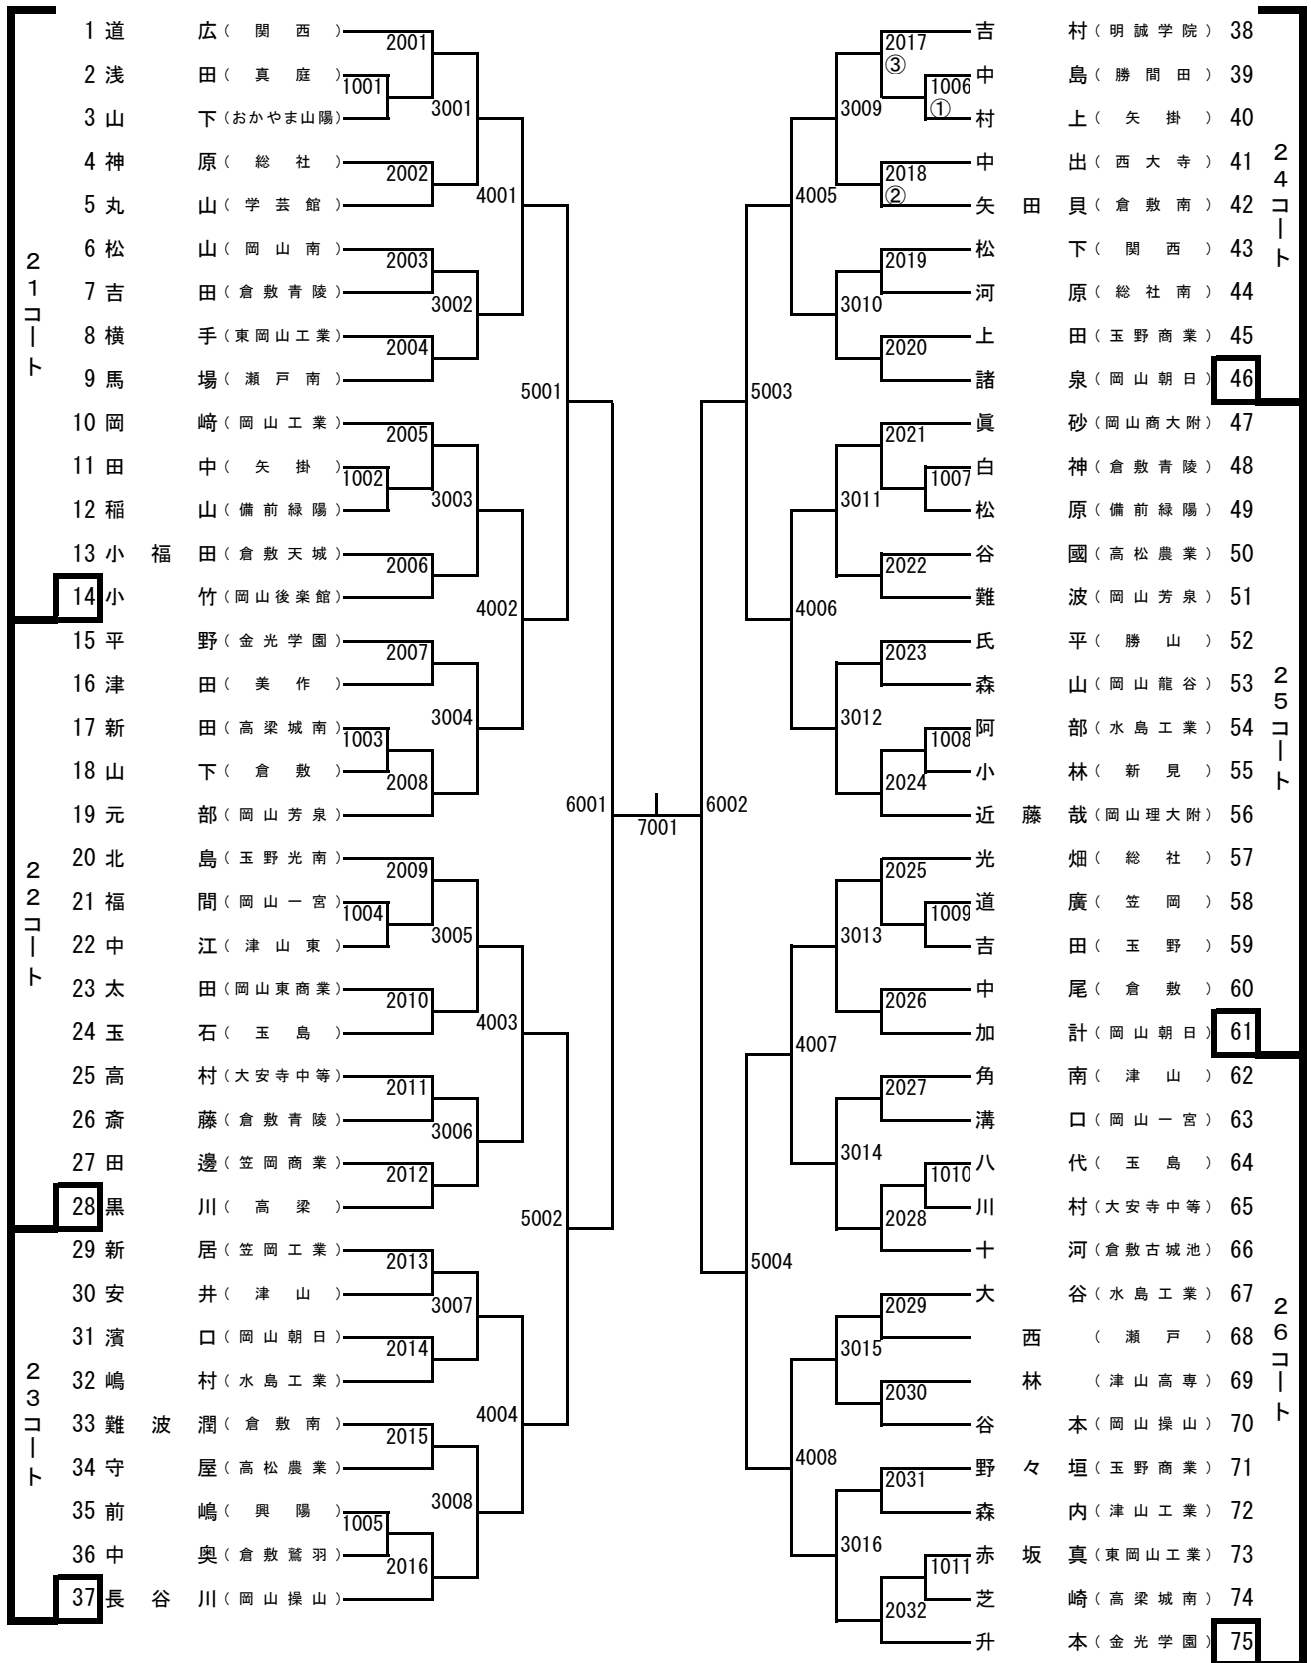 1 道広(関西)
2 浅田(真庭)
3 山下(おかやま山陽)
4 神原(総社)
5 丸山(学芸館)
6 松山(岡山南)
7 吉田(倉敷青陵)
8 横手(東岡山工業)
9 馬場(瀬戸南)
10 岡﨑(岡山工業)
11 田中(矢掛)
12 稲山(備前緑陽)
13 小福田(倉敷天城)
14 小竹(岡山後楽館)
15 平野(金光学園)
16 津田(美作)
17 新田(高梁城南)
18 山下(倉敷)
19 元部(岡山芳泉)
20 北島(玉野光南)
21 福間(岡山一宮)
22 中江(津山東)
23 太田(岡山東商業)
24 玉石(玉島)
25 高村(大安寺中等)
26 斎藤(倉敷青陵)
27 田邊(笠岡商業)
28 黒川(高梁)
29 新居(笠岡工業)
30 安井(津山)
31 濱口(岡山朝日)
32 嶋村(水島工業)
33 難波潤(倉敷南)
34 守屋(高松農業)
35 前嶋(興陽)
36 中奥(倉敷鷲羽)
37 長谷川(岡山操山)
21コート
22コート
23コート
1001
1002
1003
1004
1005
2001
2002
2003
2004
2005
2006
2007
2008
2009
2010
2011
2012
2013
2014
2015
2016
3001
3002
3003
3004
3005
3006
3007
3008
4001
4002
4003
4004
5001
5002
6001
7001
6002
5003
5004
4005
4006
4007
4008
3009
3010
3011
3012
3013
3014
3015
3016
2017
③
2018
②
2019
2020
2021
2022
2023
2024
2025
2026
2027
2028
2029
2030
2031
2032
1006
①
1007
1008
1009
1010
1011
吉村(明誠学院) 38
中島(勝間田) 39
村上(矢掛) 40
中出(西大寺) 41
矢田貝(倉敷南) 42
松下(関西) 43
河原(総社南) 44
上田(玉野商業) 45
諸泉(岡山朝日) 46
眞砂(岡山商大附) 47
白神(倉敷青陵) 48
松原(備前緑陽) 49
谷國(高松農業) 50
難波(岡山芳泉) 51
氏平(勝山) 52
森山(岡山龍谷) 53
阿部(水島工業) 54
小林(新見) 55
近藤哉(岡山理大附) 56
光畑(総社) 57
道廣(笠岡) 58
吉田(玉野) 59
中尾(倉敷) 60
加計(岡山朝日) 61
角南(津山) 62
溝口(岡山一宮) 63
八代(玉島) 64
川村(大安寺中等) 65
十河(倉敷古城池) 66
大谷(水島工業) 67
西(瀬戸) 68
林(津山高専) 69
谷本(岡山操山) 70
野々垣(玉野商業) 71
森内(津山工業) 72
赤坂真(東岡山工業) 73
芝崎(高梁城南) 74
升本(金光学園) 75
24コート
25コート
26コート